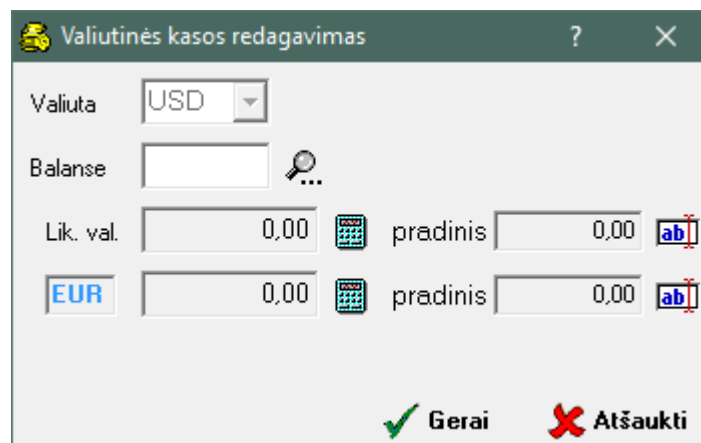 Valiutinės kasos redagavimas ? ×
Valiuta USD
Balanse ...
Lik. val. 0,00 pradinis 0,00 ab
EUR 0,00 pradinis 0,00 ab
Gerai Atšaukti